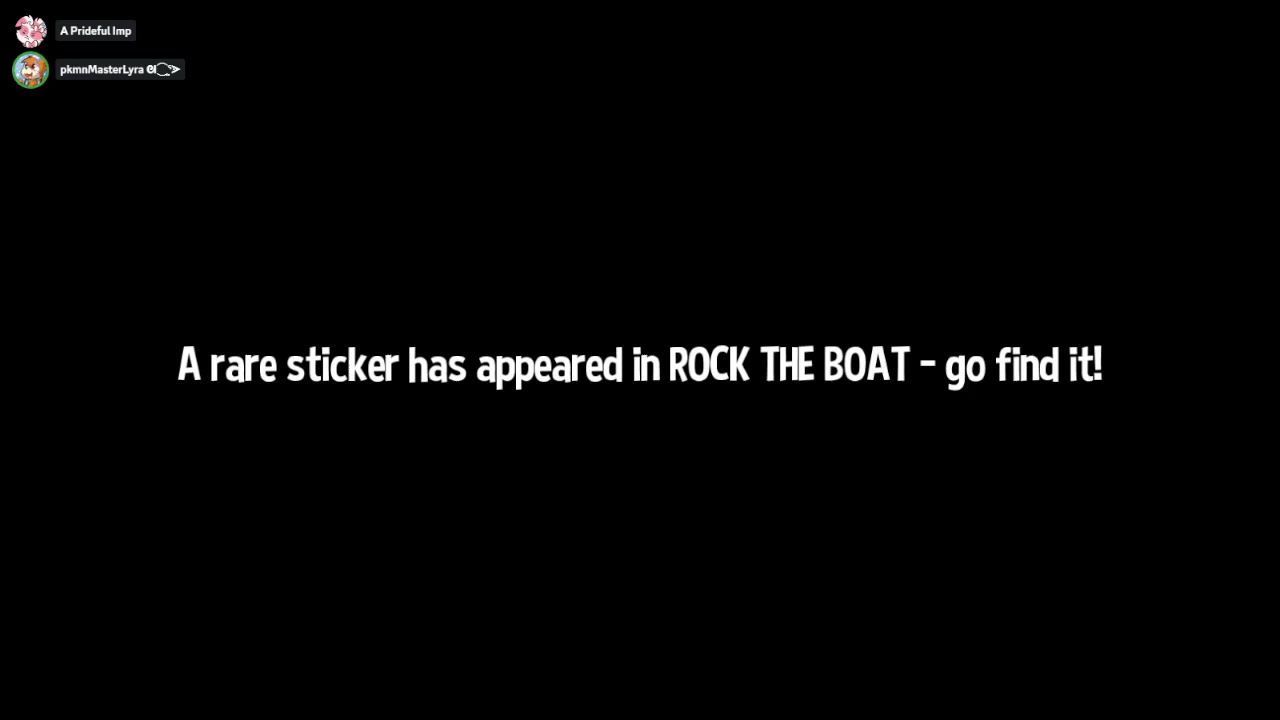 A Prideful Imp
pkmnMasterLyra
A rare sticker has appeared in ROCK THE BOAT - go find it!